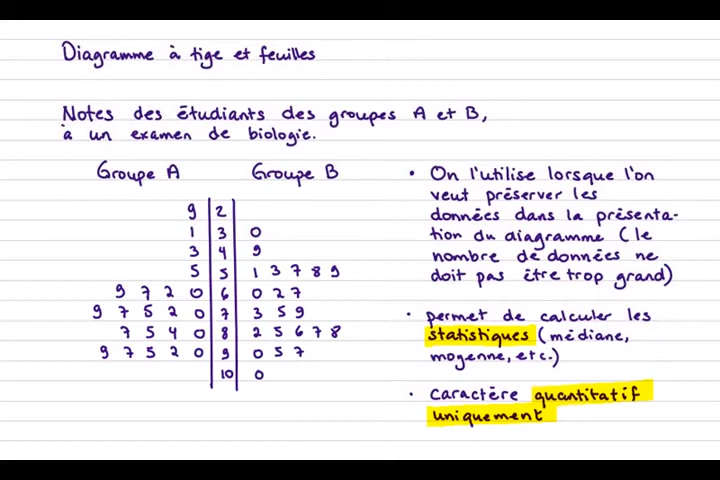 Diagramme à tige et feuilles
Notes des étudiants des groupes A et B,
à un examen de biologie.
Groupe A Groupe B
9 | 2 |
1 | 3 | 0
3 | 4 | 9
5 | 5 | 1 3 7 8 9
9 7 2 0 | 6 | 0 2 7
9 7 5 2 0 | 7 | 3 5 9
7 5 4 0 | 8 | 2 5 6 7 8
9 7 5 2 0 | 9 | 0 5 7
| 10 | 0
• On l'utilise lorsque l'on
veut préserver les
données dans la présenta-
tion du diagramme (le
nombre de données ne
doit pas être trop grand)
• permet de calculer les
statistiques (médiane,
moyenne, etc.)
• caractère quantitatif
uniquement